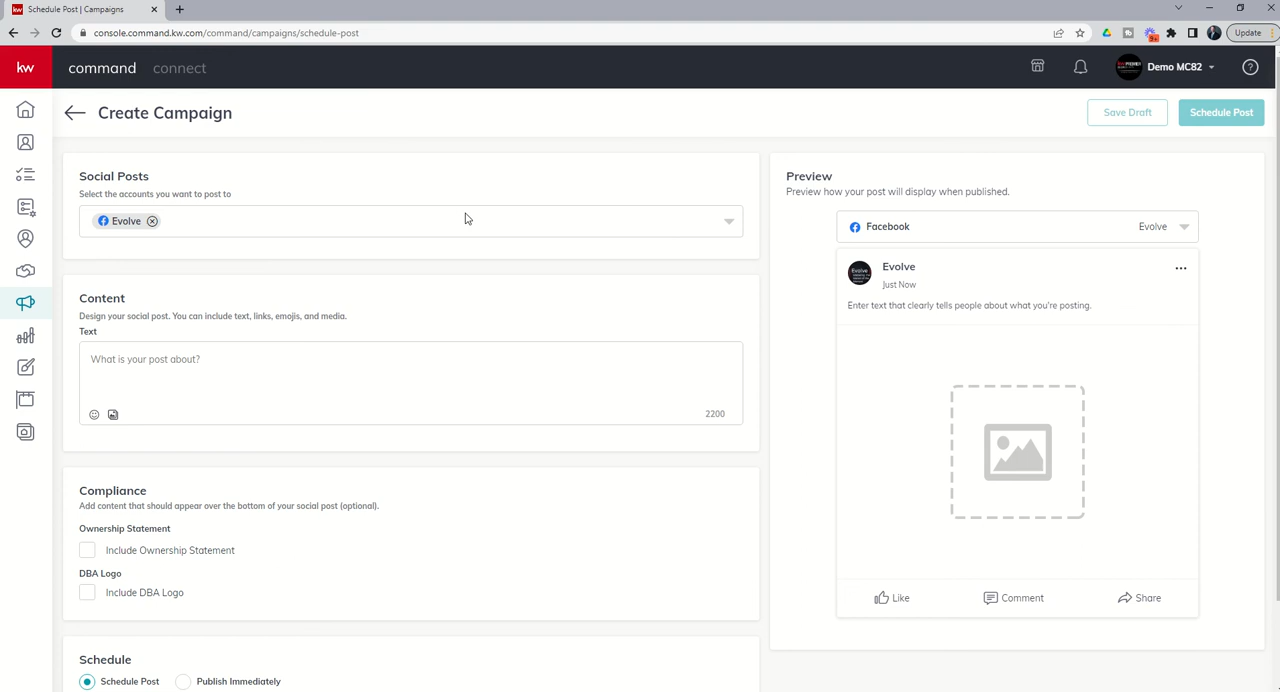 Schedule Post | Campaigns
console.command.kw.com/command/campaigns/schedule-post
Update
kw
command connect
Demo MC82
Create Campaign
Save Draft
Schedule Post
Social Posts
Select the accounts you want to post to
Evolve
Content
Design your social post. You can include text, links, emojis, and media.
Text
What is your post about?
2200
Compliance
Add content that should appear over the bottom of your social post (optional).
Ownership Statement
Include Ownership Statement
DBA Logo
Include DBA Logo
Schedule
Schedule Post
Publish Immediately
Preview
Preview how your post will display when published.
Facebook
Evolve
Evolve
Just Now
Enter text that clearly tells people about what you're posting.
Like
Comment
Share